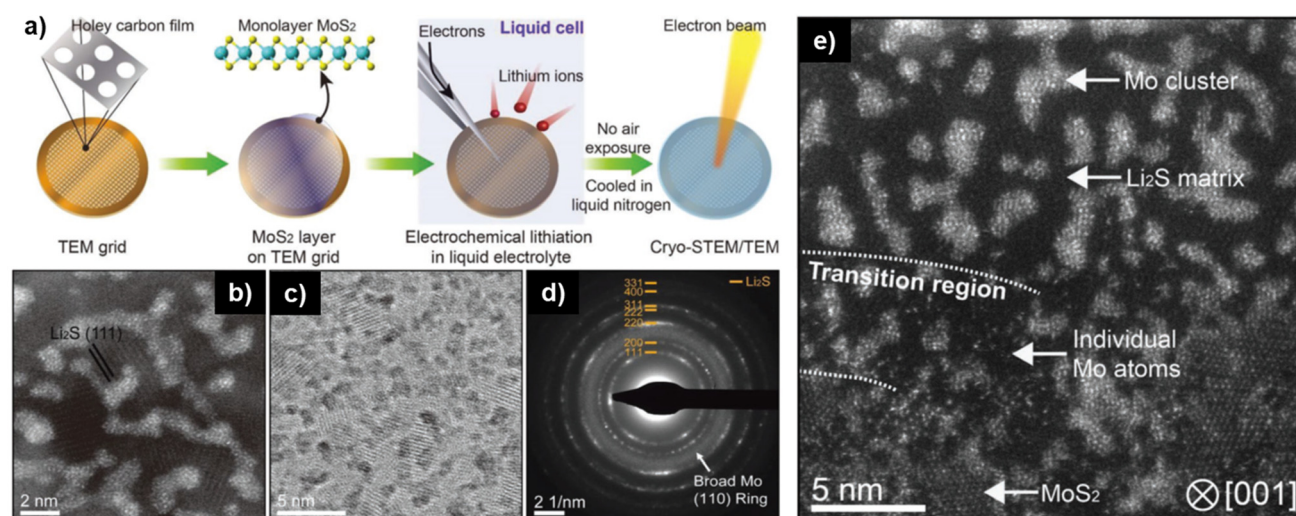 a)
Holey carbon film
TEM grid
Monolayer MoS₂
MoS₂ layer
on TEM grid
Electrons
Liquid cell
Lithium ions
Electrochemical lithiation
in liquid electrolyte
No air
exposure
Cooled in
liquid nitrogen
Electron beam
Cryo-STEM/TEM
b)
Li₂S (111)
2 nm
c)
5 nm
d)
331
400
311
222
220
200
111
Li₂S
Broad Mo
(110) Ring
2 1/nm
e)
Mo cluster
Li₂S matrix
Transition region
Individual
Mo atoms
MoS₂
5 nm
[001]